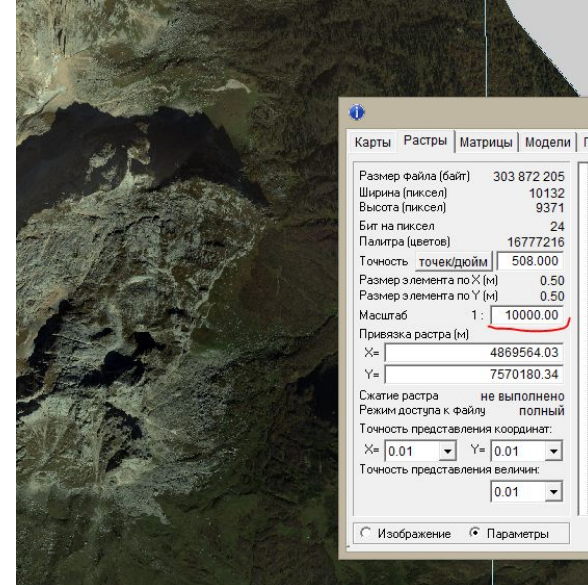 Карты Растры Матрицы Модели
Размер файла (байт) 303 872 205
Ширина (пиксел) 10132
Высота (пиксел) 9371
Бит на пиксел 24
Палитра (цветов) 16777216
Точность точек/дюйм 508.000
Размер элемента по X (м) 0.50
Размер элемента по Y (м) 0.50
Масштаб 1 : 10000.00
Привязка растра (м)
X= 4869564.03
Y= 7570180.34
Сжатие растра не выполнено
Режим доступа к файлу полный
Точность представления координат:
X= 0.01 Y= 0.01
Точность представления величин:
0.01
Изображение Параметры